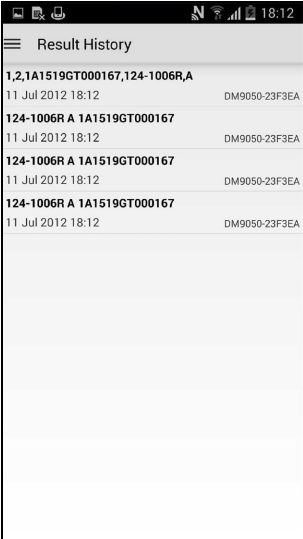 18:12
Result History
1,2,1A1519GT000167,124-1006R,A
11 Jul 2012 18:12 DM9050-23F3EA
124-1006R A 1A1519GT000167
11 Jul 2012 18:12 DM9050-23F3EA
124-1006R A 1A1519GT000167
11 Jul 2012 18:12 DM9050-23F3EA
124-1006R A 1A1519GT000167
11 Jul 2012 18:12 DM9050-23F3EA